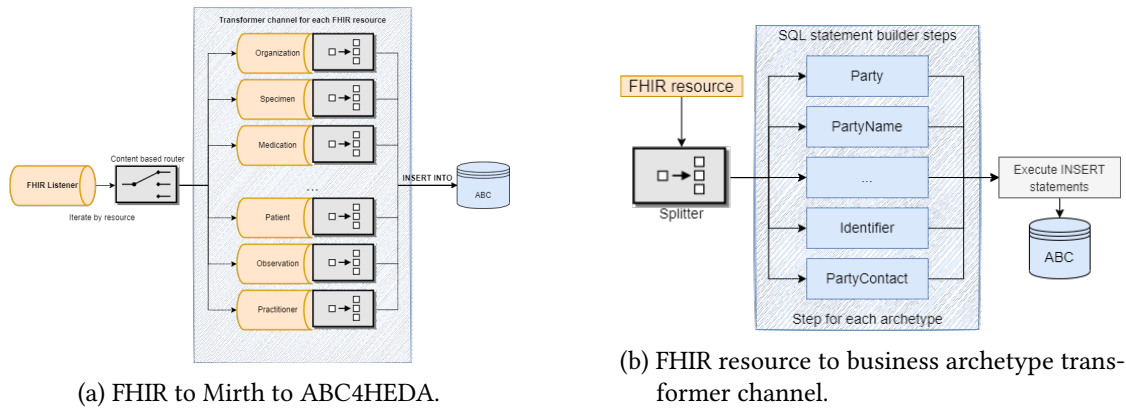 Transformer channel for each FHIR resource
Organization
Specimen
Medication
Content based router
FHIR Listener
...
INSERT INTO
ABC
Iterate by resource
Patient
Observation
Practitioner
(a) FHIR to Mirth to ABC4HEDA.
SQL statement builder steps
Party
FHIR resource
PartyName
...
Splitter
Execute INSERT
statements
Identifier
ABC
PartyContact
Step for each archetype
(b) FHIR resource to business archetype trans-
former channel.